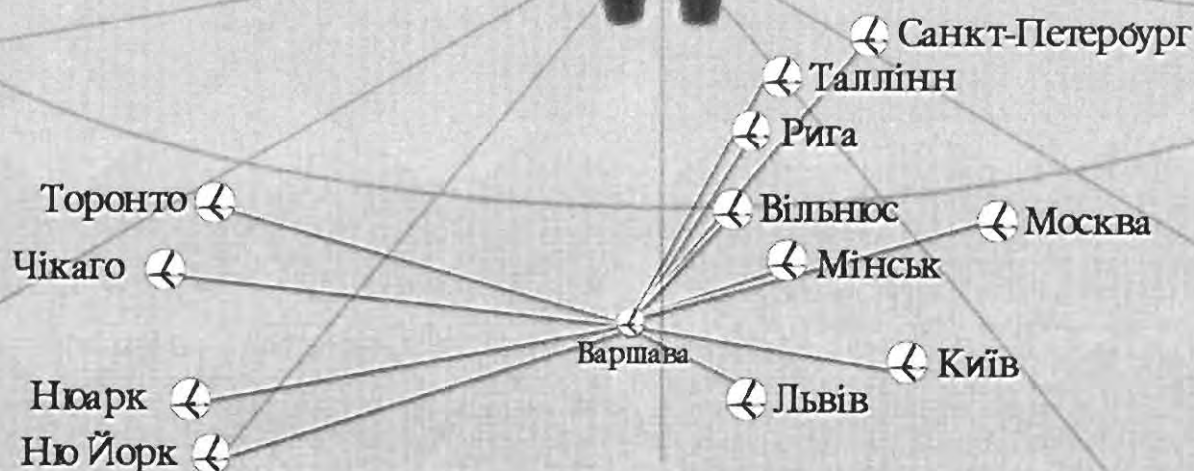 Санкт-Петербург
Таллінн
Рига
Торонто
Вільнюс
Москва
Чікаго
Мінськ
Варшава
Київ
Нюарк
Львів
Ню Йорк